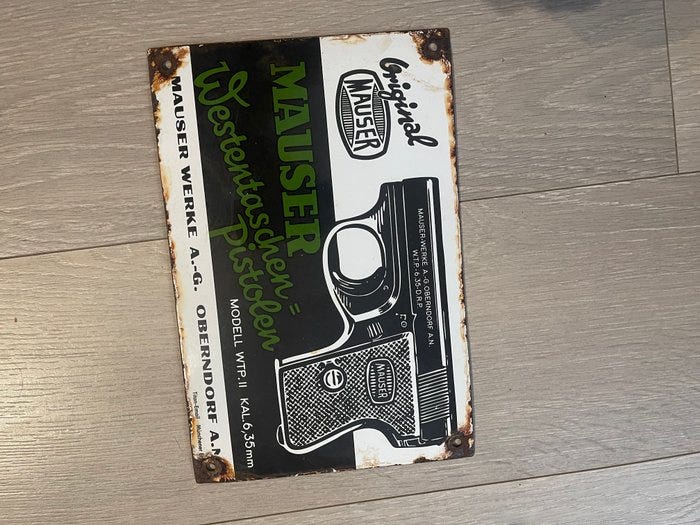 Original
MAUSER
MAUSER=
Westentaschen=
Pistolen
MODELL WTP.II KAL.6,35mm
MAUSER-WERKE A.-G. OBERNDORF A.N.
W.T.P.-6,35-D.R.P.
MAUSER
MAUSER WERKE A.-G. OBERNDORF A.N